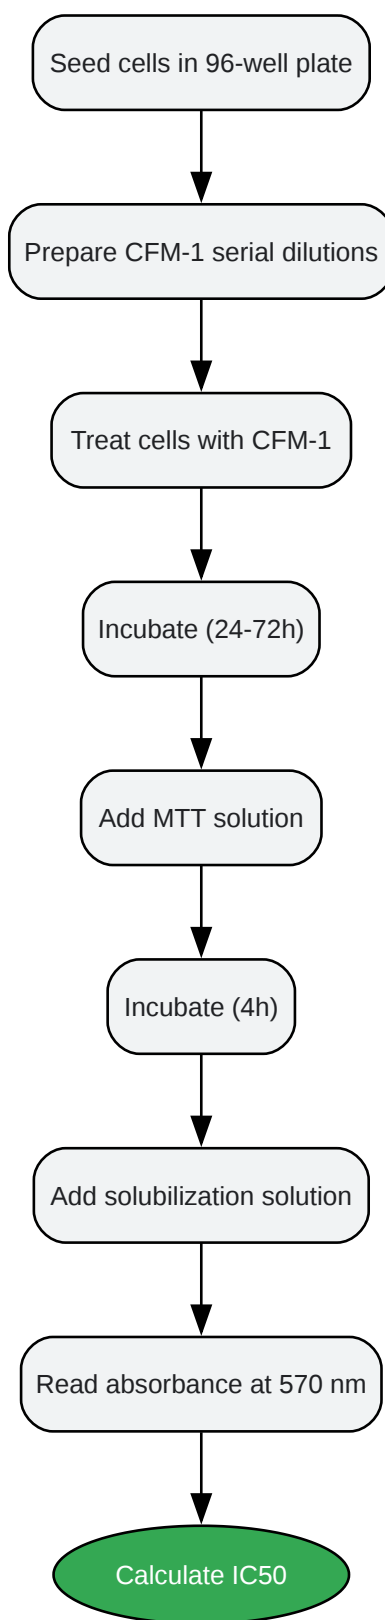 Seed cells in 96-well plate
Prepare CFM-1 serial dilutions
Treat cells with CFM-1
Incubate (24-72h)
Add MTT solution
Incubate (4h)
Add solubilization solution
Read absorbance at 570 nm
Calculate IC50